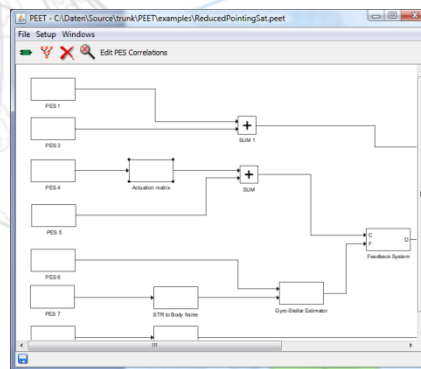 PEET - C:\Daten\Source\trunk\PEET\examples\ReducedPointingSat.peet
File Setup Windows
Edit PES Correlations
PES 1
+
SUM 1
PES 3
PES 4
Actuation matrix
+
SUM
PES 5
C
F
D
Feedback System
PES 6
Gyro-Stellar Estimator
PES 7
STR to Body frame